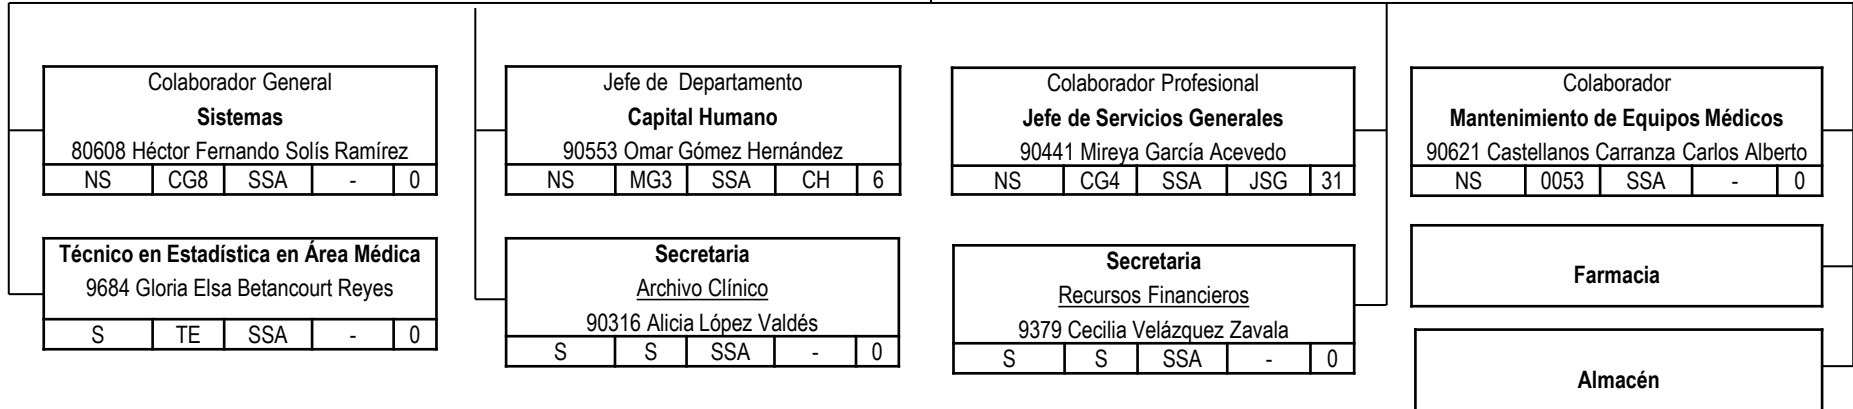 Colaborador General
Sistemas
80608 Héctor Fernando Solís Ramírez
NS CG8 SSA - 0
Jefe de Departamento
Capital Humano
90553 Omar Gómez Hernández
NS MG3 SSA CH 6
Colaborador Profesional
Jefe de Servicios Generales
90441 Mireya García Acevedo
NS CG4 SSA JSG 31
Colaborador
Mantenimiento de Equipos Médicos
90621 Castellanos Carranza Carlos Alberto
NS 0053 SSA - 0
Técnico en Estadística en Área Médica
9684 Gloria Elsa Betancourt Reyes
S TE SSA - 0
Secretaria
Archivo Clínico
90316 Alicia López Valdés
S S SSA - 0
Secretaria
Recursos Financieros
9379 Cecilia Velázquez Zavala
S S SSA - 0
Farmacia
Almacén